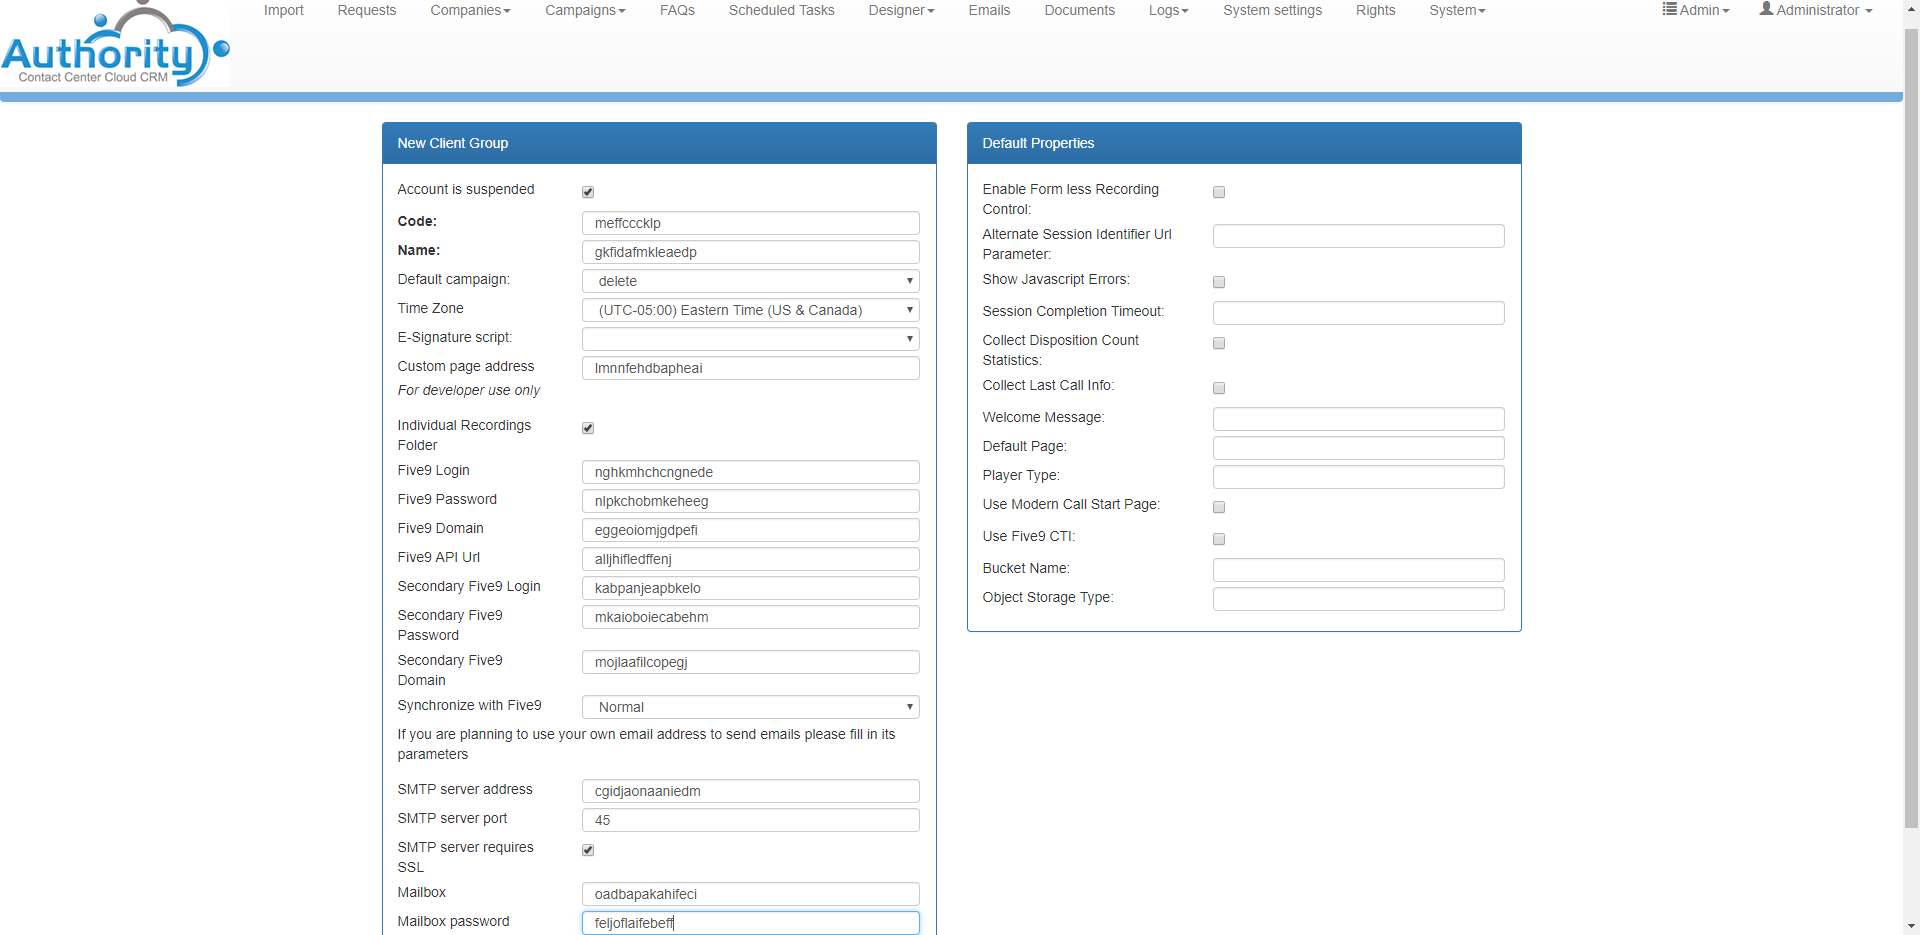 Import Requests Companies Campaigns FAQs Scheduled Tasks Designer Emails Documents Logs System settings Rights System Admin Administrator
Authority
Contact Center Cloud CRM
New Client Group
Account is suspended
Code: meffcccklp
Name: gkfidafmkleaedp
Default campaign: delete
Time Zone (UTC-05:00) Eastern Time (US & Canada)
E-Signature script:
Custom page address lmnnfehdbapheai
For developer use only
Individual Recordings
Folder
Five9 Login nghkmhchcngnede
Five9 Password nlpkchobmkeheeg
Five9 Domain eggeoiomjgdpefi
Five9 API Url alljhifledffenj
Secondary Five9 Login kabpanjeapbkelo
Secondary Five9 mkaioboiecabehm
Password
Secondary Five9 mojlaafilcopegj
Domain
Synchronize with Five9 Normal
If you are planning to use your own email address to send emails please fill in its
parameters
SMTP server address cgidjaonaaniedm
SMTP server port 45
SMTP server requires
SSL
Mailbox oadbapakahifeci
Mailbox password feljoflaifebeff
Default Properties
Enable Form less Recording
Control:
Alternate Session Identifier Url
Parameter:
Show Javascript Errors:
Session Completion Timeout:
Collect Disposition Count
Statistics:
Collect Last Call Info:
Welcome Message:
Default Page:
Player Type:
Use Modern Call Start Page:
Use Five9 CTI:
Bucket Name:
Object Storage Type: